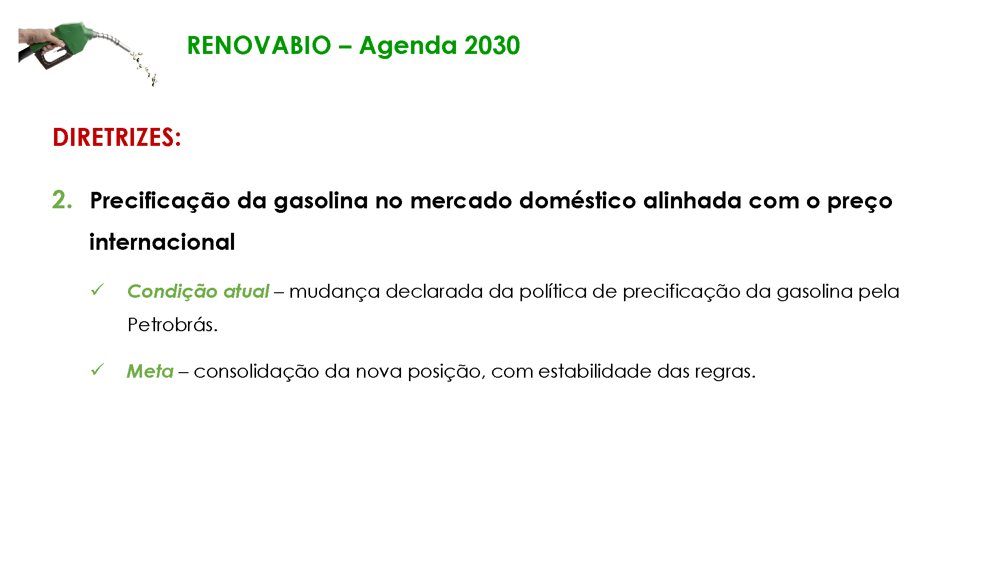 RENOVABIO – Agenda 2030
DIRETRIZES:
2. Precificação da gasolina no mercado doméstico alinhada com o preço
internacional
✓ Condição atual – mudança declarada da política de precificação da gasolina pela
Petrobrás.
✓ Meta – consolidação da nova posição, com estabilidade das regras.